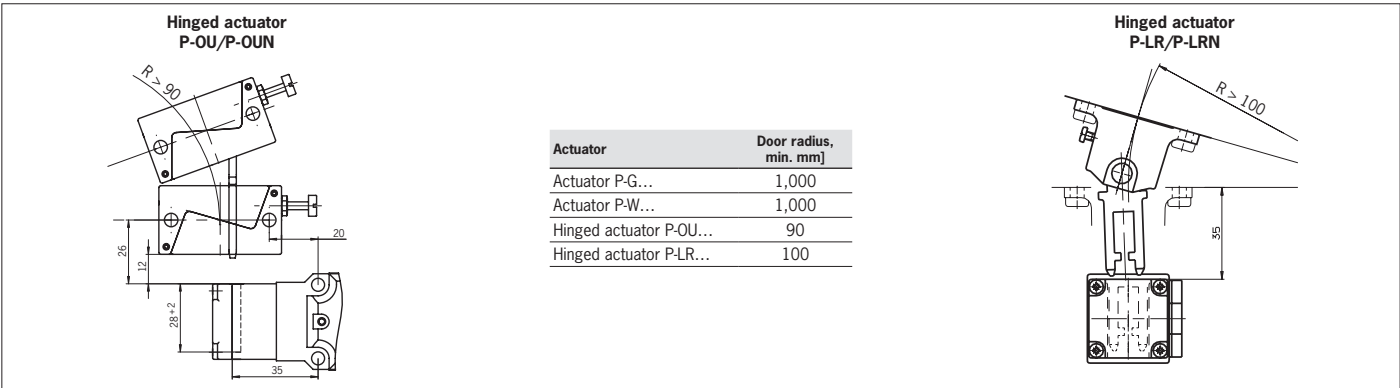 Hinged actuator
P-OU/P-OUN
R > 90
26
12
20
28+2
35
Actuator Door radius,
min. mm]
Actuator P-G… 1,000
Actuator P-W… 1,000
Hinged actuator P-OU… 90
Hinged actuator P-LR… 100
Hinged actuator
P-LR/P-LRN
R > 100
35